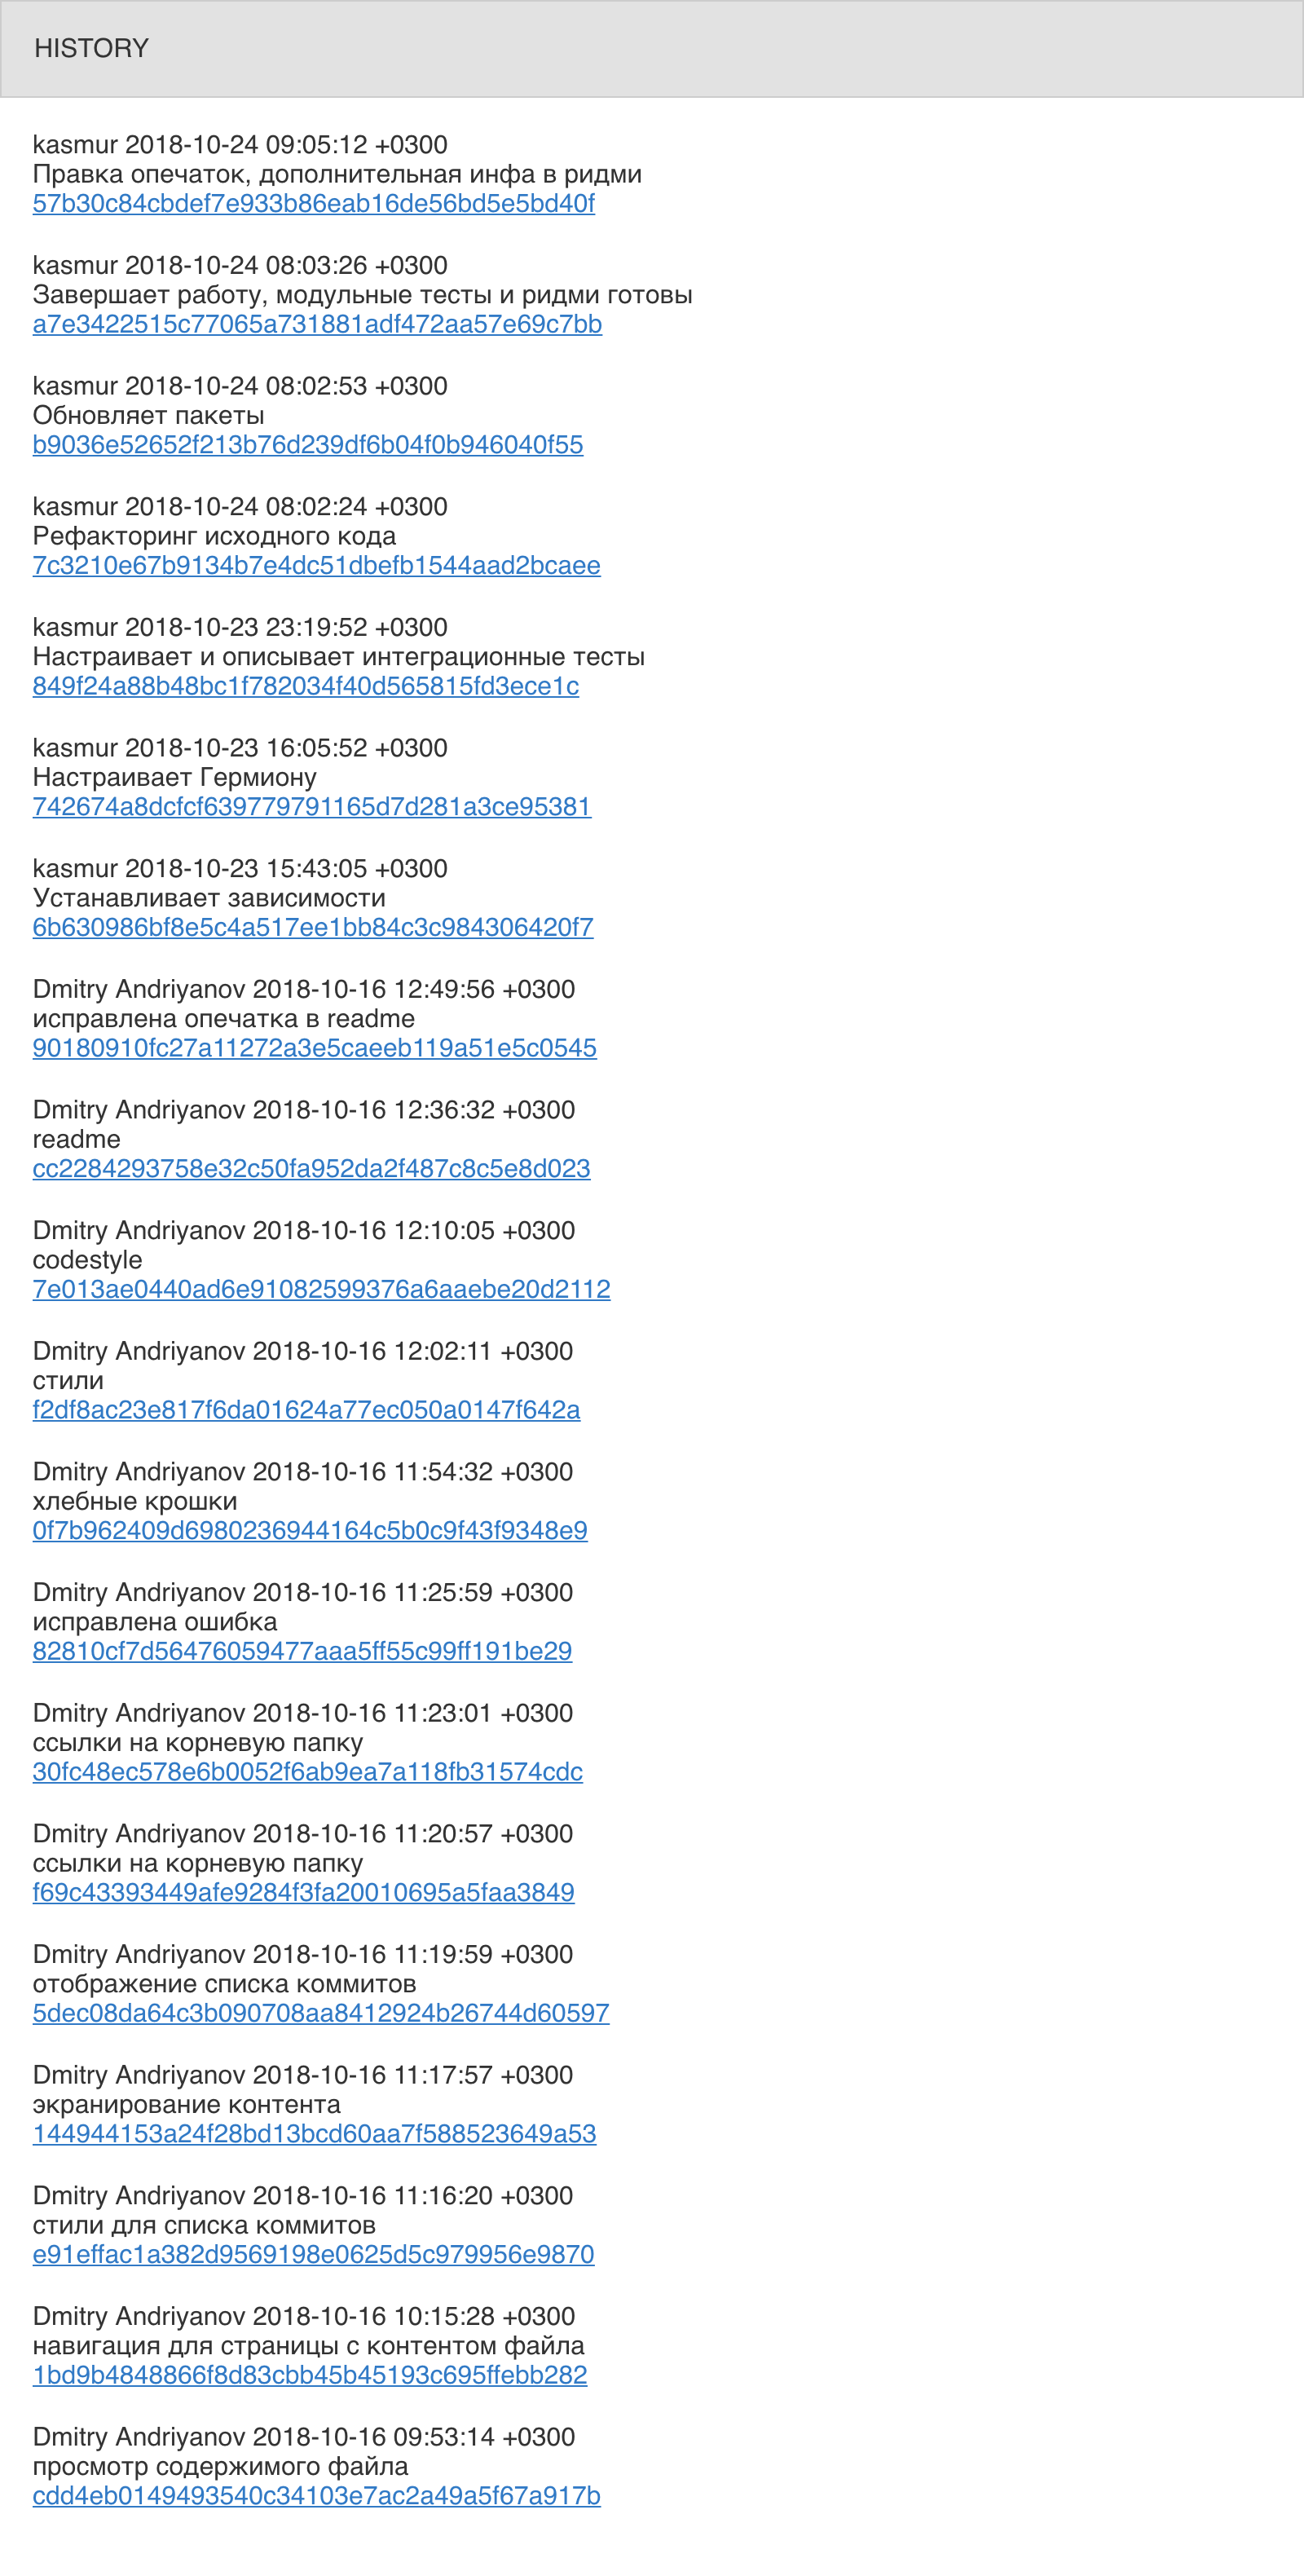 HISTORY
kasmur 2018-10-24 09:05:12 +0300
Правка опечаток, дополнительная инфа в ридми
57b30c84cbdef7e933b86eab16de56bd5e5bd40f
kasmur 2018-10-24 08:03:26 +0300
Завершает работу, модульные тесты и ридми готовы
a7e3422515c77065a731881adf472aa57e69c7bb
kasmur 2018-10-24 08:02:53 +0300
Обновляет пакеты
b9036e52652f213b76d239df6b04f0b946040f55
kasmur 2018-10-24 08:02:24 +0300
Рефакторинг исходного кода
7c3210e67b9134b7e4dc51dbefb1544aad2bcaee
kasmur 2018-10-23 23:19:52 +0300
Настраивает и описывает интеграционные тесты
849f24a88b48bc1f782034f40d565815fd3ece1c
kasmur 2018-10-23 16:05:52 +0300
Настраивает Гермиону
742674a8dcfcf639779791165d7d281a3ce95381
kasmur 2018-10-23 15:43:05 +0300
Устанавливает зависимости
6b630986bf8e5c4a517ee1bb84c3c984306420f7
Dmitry Andriyanov 2018-10-16 12:49:56 +0300
исправлена опечатка в readme
90180910fc27a11272a3e5caeeb119a51e5c0545
Dmitry Andriyanov 2018-10-16 12:36:32 +0300
readme
cc2284293758e32c50fa952da2f487c8c5e8d023
Dmitry Andriyanov 2018-10-16 12:10:05 +0300
codestyle
7e013ae0440ad6e91082599376a6aaebe20d2112
Dmitry Andriyanov 2018-10-16 12:02:11 +0300
стили
f2df8ac23e817f6da01624a77ec050a0147f642a
Dmitry Andriyanov 2018-10-16 11:54:32 +0300
хлебные крошки
0f7b962409d6980236944164c5b0c9f43f9348e9
Dmitry Andriyanov 2018-10-16 11:25:59 +0300
исправлена ошибка
82810cf7d56476059477aaa5ff55c99ff191be29
Dmitry Andriyanov 2018-10-16 11:23:01 +0300
ссылки на корневую папку
30fc48ec578e6b0052f6ab9ea7a118fb31574cdc
Dmitry Andriyanov 2018-10-16 11:20:57 +0300
ссылки на корневую папку
f69c43393449afe9284f3fa20010695a5faa3849
Dmitry Andriyanov 2018-10-16 11:19:59 +0300
отображение списка коммитов
5dec08da64c3b090708aa8412924b26744d60597
Dmitry Andriyanov 2018-10-16 11:17:57 +0300
экранирование контента
144944153a24f28bd13bcd60aa7f588523649a53
Dmitry Andriyanov 2018-10-16 11:16:20 +0300
стили для списка коммитов
e91effac1a382d9569198e0625d5c979956e9870
Dmitry Andriyanov 2018-10-16 10:15:28 +0300
навигация для страницы с контентом файла
1bd9b4848866f8d83cbb45b45193c695ffebb282
Dmitry Andriyanov 2018-10-16 09:53:14 +0300
просмотр содержимого файла
cdd4eb0149493540c34103e7ac2a49a5f67a917b